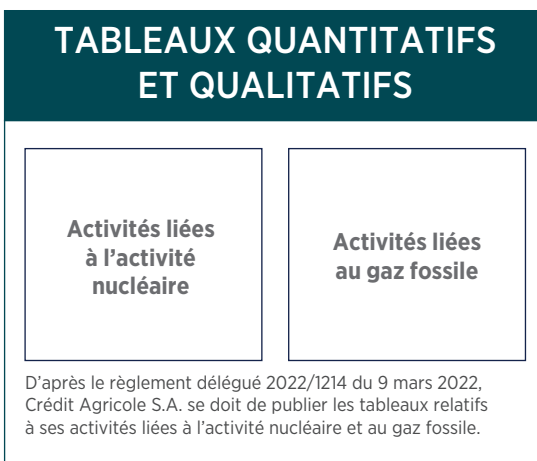 TABLEAUX QUANTITATIFS
ET QUALITATIFS
Activités liées
à l’activité
nucléaire
Activités liées
au gaz fossile
D’après le règlement délégué 2022/1214 du 9 mars 2022,
Crédit Agricole S.A. se doit de publier les tableaux relatifs
à ses activités liées à l’activité nucléaire et au gaz fossile.